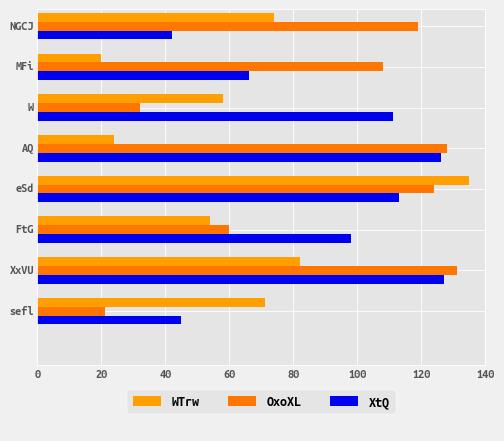 NGCJ
MFi
W
AQ
eSd
FtG
XxVU
sefl
0 20 40 60 80 100 120 140
WTrw OxoXL XtQ